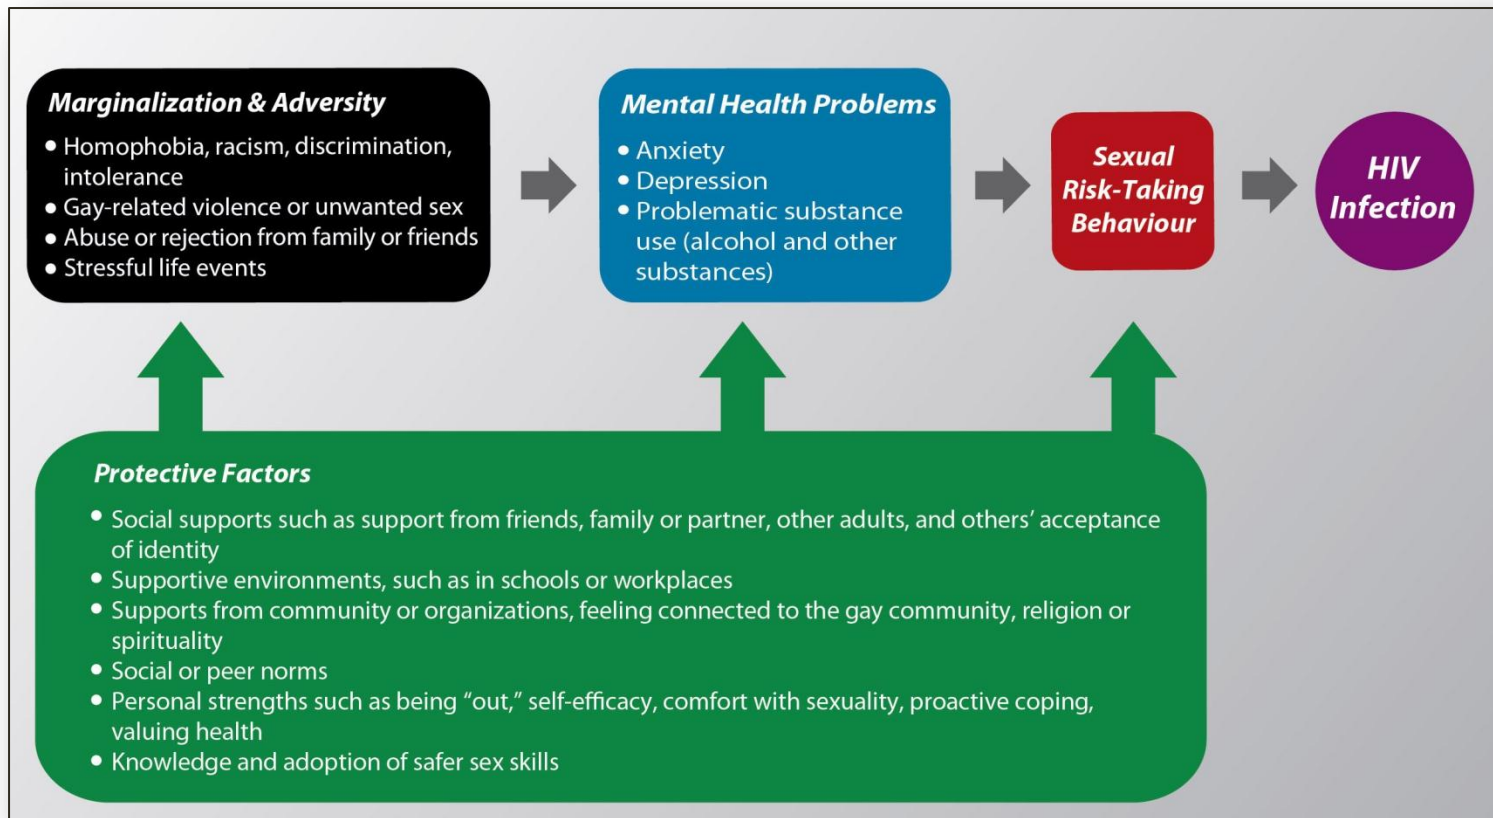 Marginalization & Adversity
● Homophobia, racism, discrimination,
intolerance
● Gay-related violence or unwanted sex
● Abuse or rejection from family or friends
● Stressful life events
Mental Health Problems
● Anxiety
● Depression
● Problematic substance
use (alcohol and other
substances)
Sexual
Risk-Taking
Behaviour
HIV
Infection
Protective Factors
● Social supports such as support from friends, family or partner, other adults, and others’ acceptance
of identity
● Supportive environments, such as in schools or workplaces
● Supports from community or organizations, feeling connected to the gay community, religion or
spirituality
● Social or peer norms
● Personal strengths such as being “out,” self-efficacy, comfort with sexuality, proactive coping,
valuing health
● Knowledge and adoption of safer sex skills